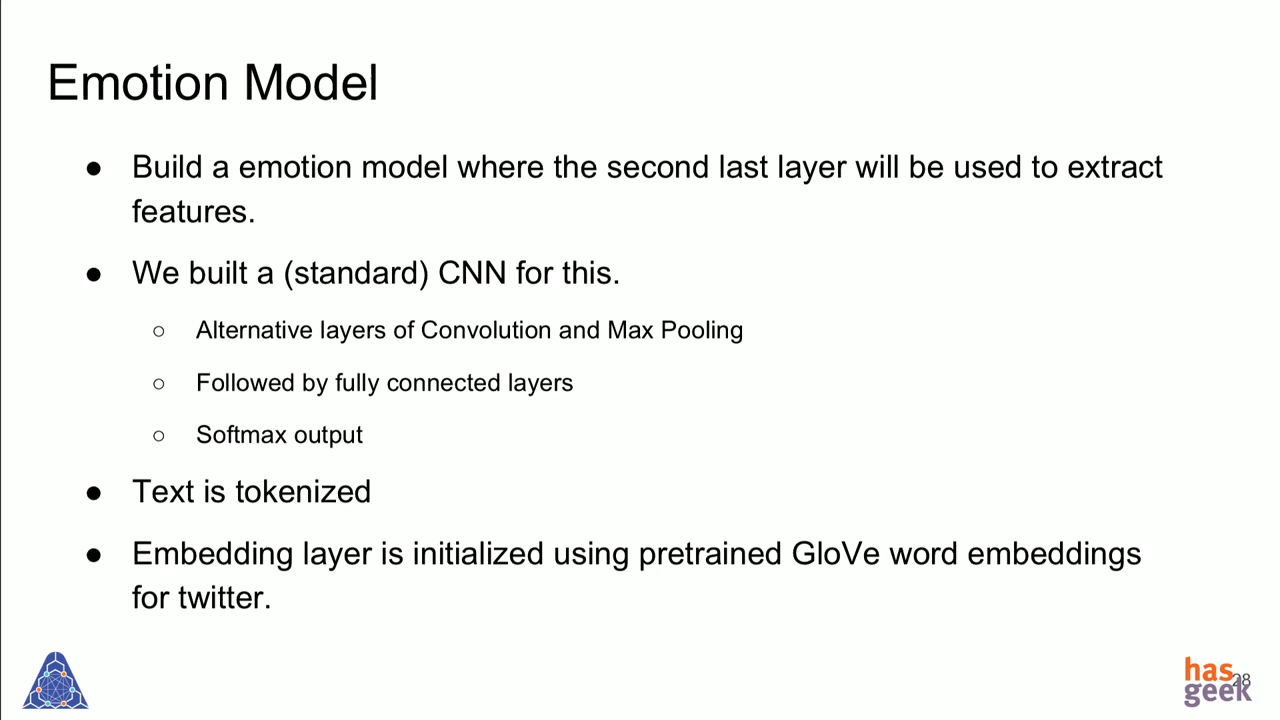 Emotion Model
● Build a emotion model where the second last layer will be used to extract
features.
● We built a (standard) CNN for this.
○ Alternative layers of Convolution and Max Pooling
○ Followed by fully connected layers
○ Softmax output
● Text is tokenized
● Embedding layer is initialized using pretrained GloVe word embeddings
for twitter.
has
geek
28